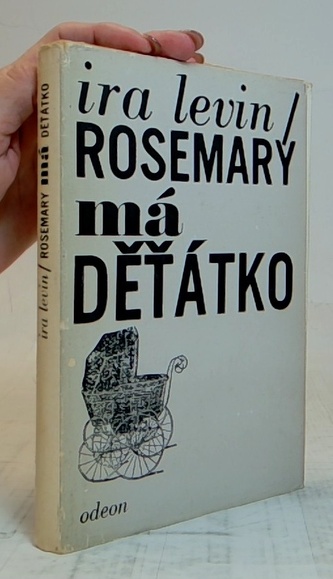 ira levin/
ROSEMARY
má
DĚŤÁTKO
odeon
ira levin/ ROSEMARY má DĚŤÁTKO